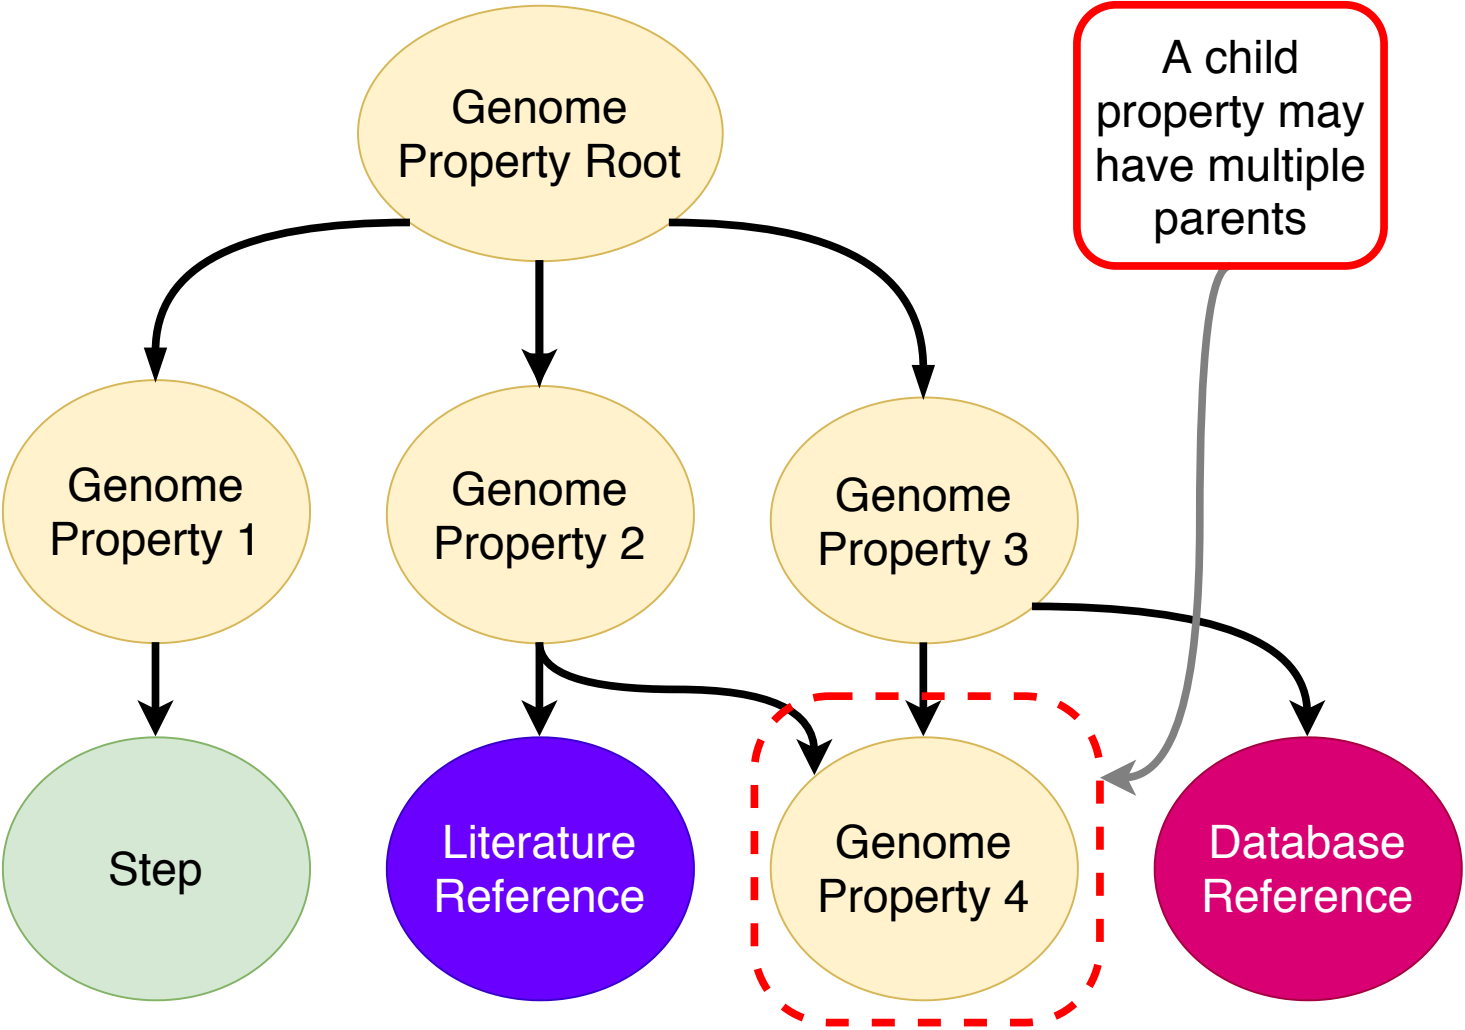 Genome
Property Root
A child
property may
have multiple
parents
Genome
Property 1
Genome
Property 2
Genome
Property 3
Step
Literature
Reference
Genome
Property 4
Database
Reference